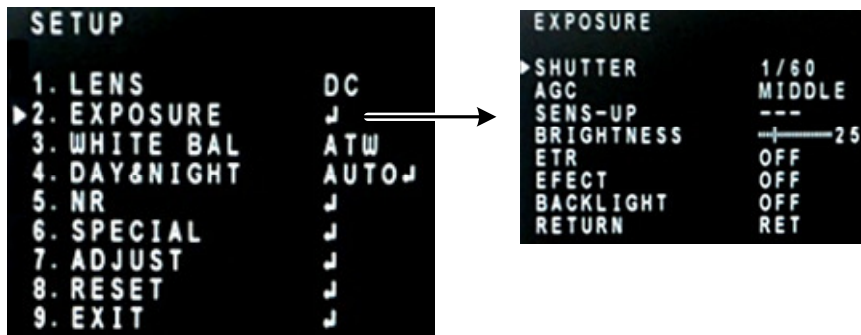 SETUP
1. LENS DC
2. EXPOSURE ↲
3. WHITE BAL ATW
4. DAY&NIGHT AUTO↲
5. NR ↲
6. SPECIAL ↲
7. ADJUST ↲
8. RESET ↲
9. EXIT ↲
EXPOSURE
SHUTTER 1/60
AGC MIDDLE
SENS-UP ---
BRIGHTNESS 25
ETR OFF
EFECT OFF
BACKLIGHT OFF
RETURN RET